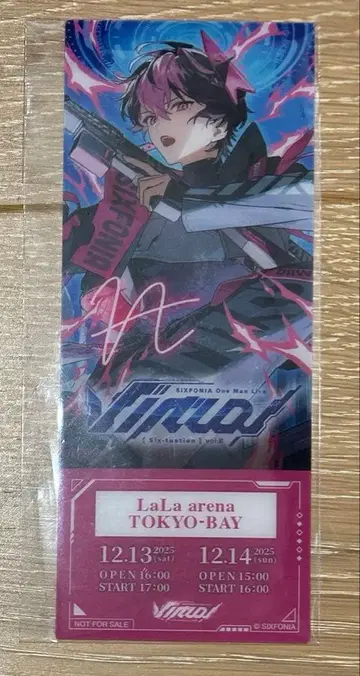 SIXFONIA
SIXFONIA One Man Live
[ Six-tuation ] vol.2
LaLa arena
TOKYO-BAY
12.13 2025 (sat)
OPEN 16:00
START 17:00
12.14 2025 (sun)
OPEN 15:00
START 16:00
NOT FOR SALE
© SIXFONIA